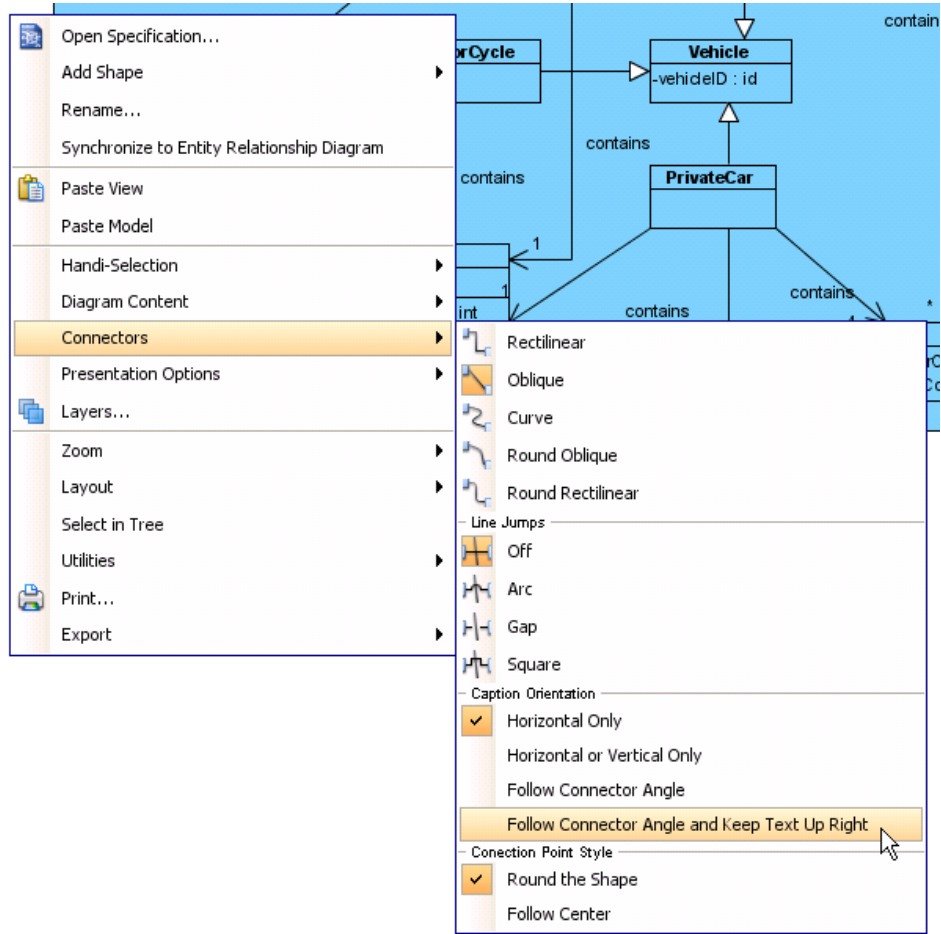 Open Specification...
Add Shape
Rename...
Synchronize to Entity Relationship Diagram
Paste View
Paste Model
Handi-Selection
Diagram Content
Connectors
Presentation Options
Layers...
Zoom
Layout
Select in Tree
Utilities
Print...
Export
contain
rCycle
Vehicle
-vehicleID : id
contains
contains
PrivateCar
1
1
int
contains
contains
*
Rectilinear
Oblique
Curve
Round Oblique
Round Rectilinear
Line Jumps
Off
Arc
Gap
Square
Caption Orientation
Horizontal Only
Horizontal or Vertical Only
Follow Connector Angle
Follow Connector Angle and Keep Text Up Right
Conection Point Style
Round the Shape
Follow Center